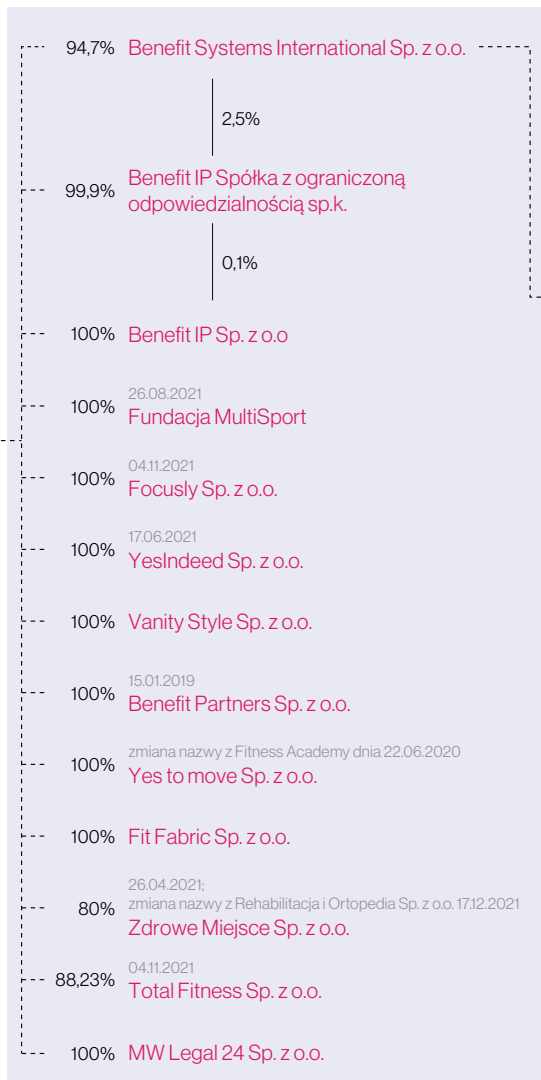 94,7% Benefit Systems International Sp. z o.o.
2,5%
99,9% Benefit IP Spółka z ograniczoną
odpowiedzialnością sp.k.
0,1%
100% Benefit IP Sp. z o.o
26.08.2021
100% Fundacja MultiSport
04.11.2021
100% Focusly Sp. z o.o.
17.06.2021
100% YesIndeed Sp. z o.o.
100% Vanity Style Sp. z o.o.
15.01.2019
100% Benefit Partners Sp. z o.o.
zmiana nazwy z Fitness Academy dnia 22.06.2020
100% Yes to move Sp. z o.o.
100% Fit Fabric Sp. z o.o.
26.04.2021;
zmiana nazwy z Rehabilitacja i Ortopedia Sp. z o.o. 17.12.2021
80% Zdrowe Miejsce Sp. z o.o.
04.11.2021
88,23% Total Fitness Sp. z o.o.
100% MW Legal 24 Sp. z o.o.